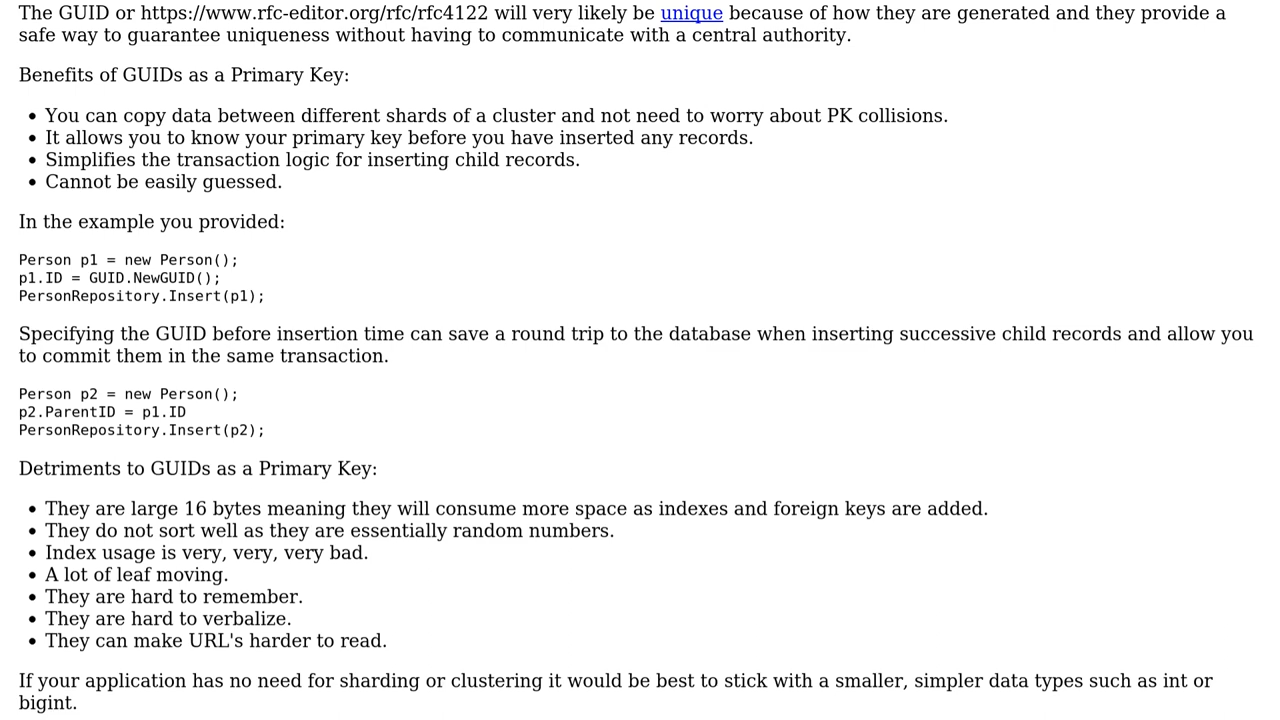 The GUID or https://www.rfc-editor.org/rfc/rfc4122 will very likely be unique because of how they are generated and they provide a
safe way to guarantee uniqueness without having to communicate with a central authority.
Benefits of GUIDs as a Primary Key:
• You can copy data between different shards of a cluster and not need to worry about PK collisions.
• It allows you to know your primary key before you have inserted any records.
• Simplifies the transaction logic for inserting child records.
• Cannot be easily guessed.
In the example you provided:
Person p1 = new Person();
p1.ID = GUID.NewGUID();
PersonRepository.Insert(p1);
Specifying the GUID before insertion time can save a round trip to the database when inserting successive child records and allow you
to commit them in the same transaction.
Person p2 = new Person();
p2.ParentID = p1.ID
PersonRepository.Insert(p2);
Detriments to GUIDs as a Primary Key:
• They are large 16 bytes meaning they will consume more space as indexes and foreign keys are added.
• They do not sort well as they are essentially random numbers.
• Index usage is very, very, very bad.
• A lot of leaf moving.
• They are hard to remember.
• They are hard to verbalize.
• They can make URL's harder to read.
If your application has no need for sharding or clustering it would be best to stick with a smaller, simpler data types such as int or
bigint.